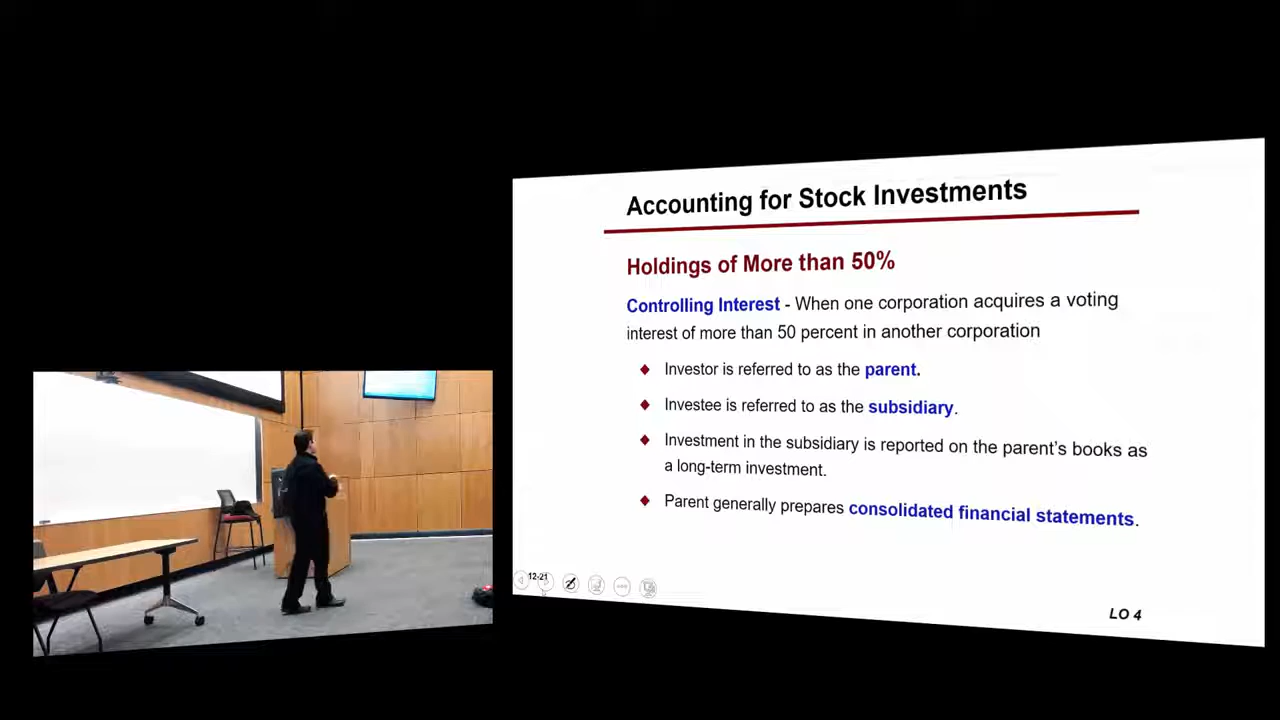 Accounting for Stock Investments
Holdings of More than 50%
Controlling Interest - When one corporation acquires a voting
interest of more than 50 percent in another corporation
Investor is referred to as the parent.
Investee is referred to as the subsidiary.
Investment in the subsidiary is reported on the parent's books as
a long-term investment.
Parent generally prepares consolidated financial statements.
12-21
LO 4